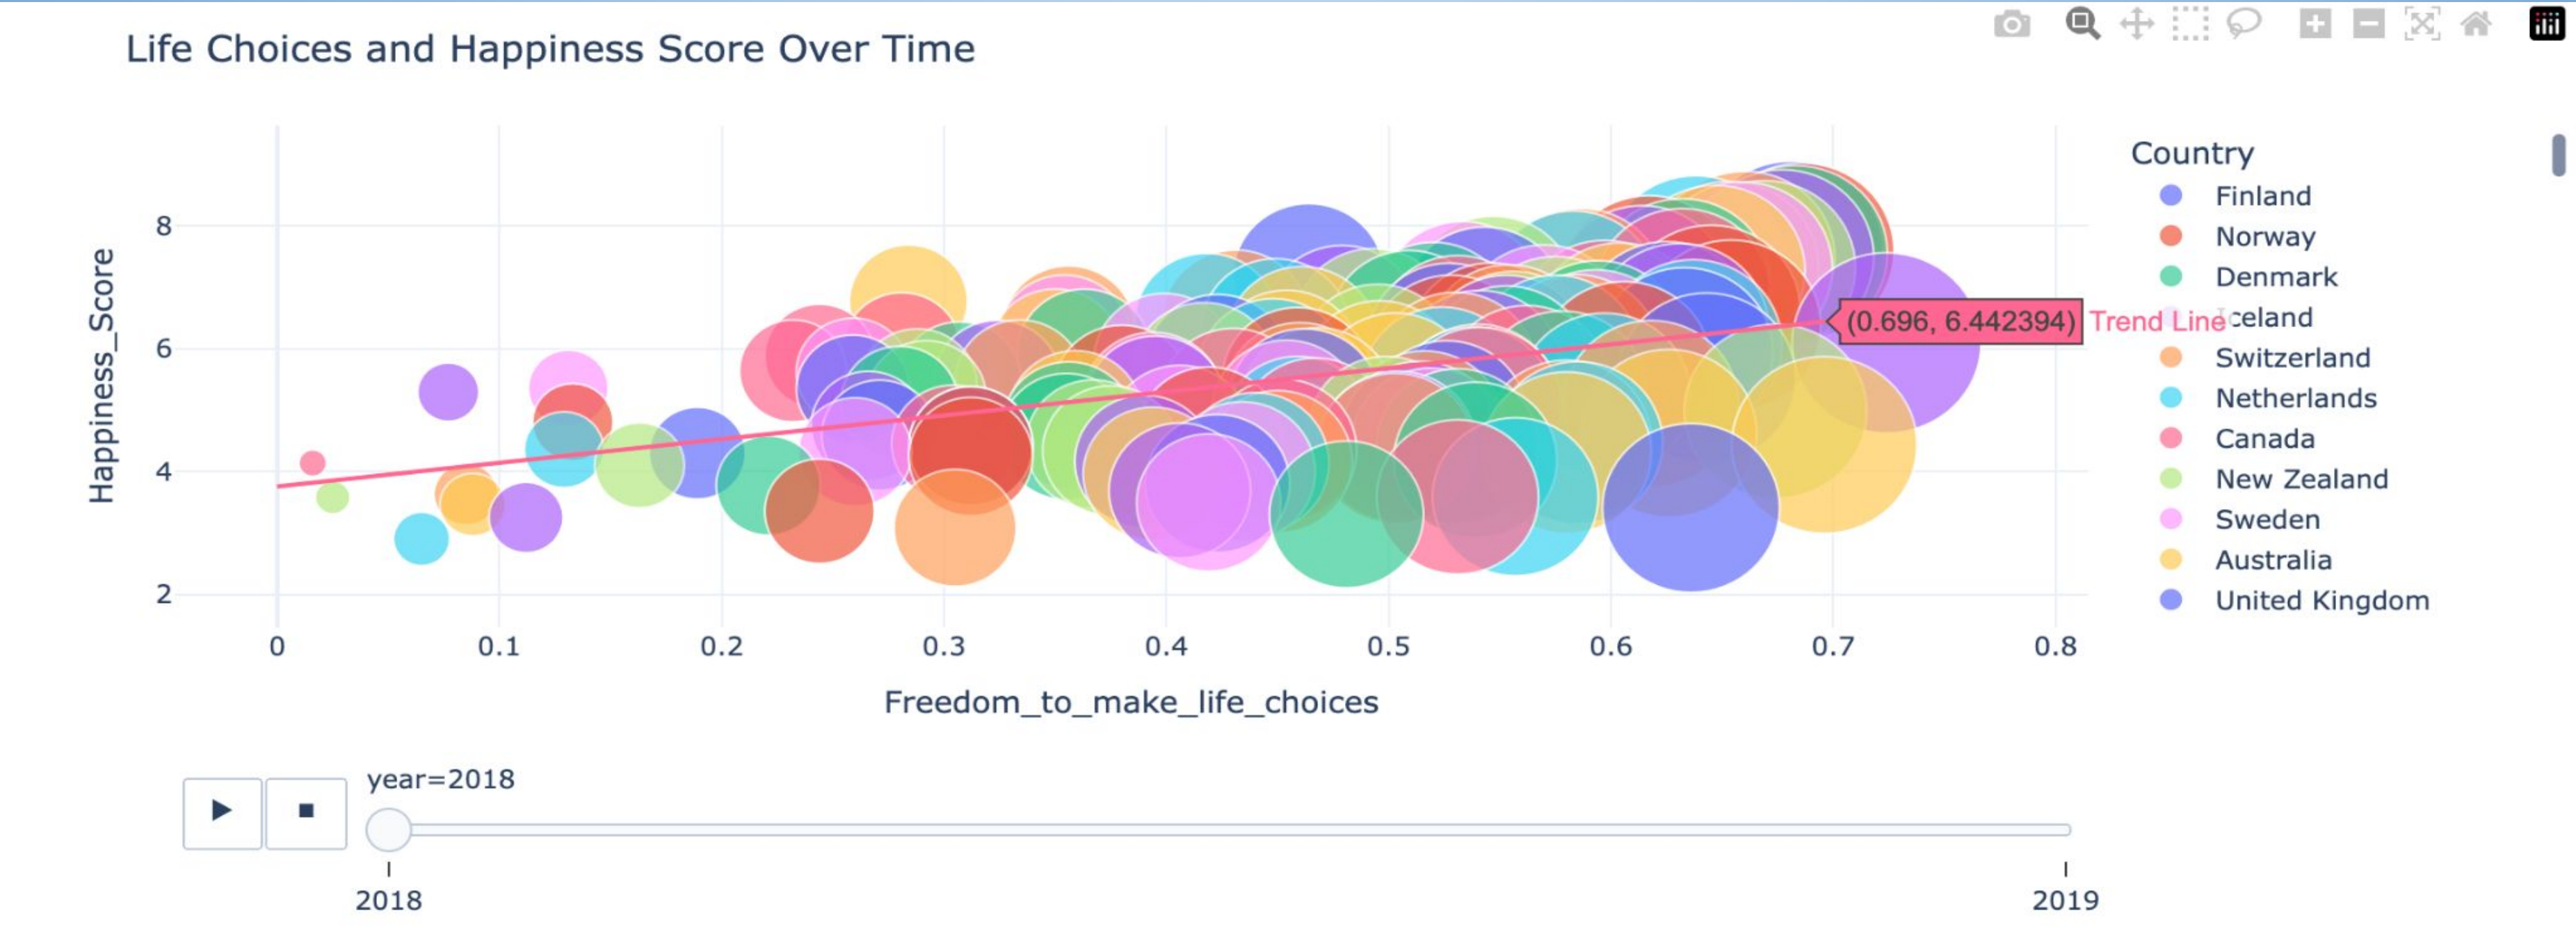 Life Choices and Happiness Score Over Time
Happiness_Score
8
6
4
2
0 0.1 0.2 0.3 0.4 0.5 0.6 0.7 0.8
Freedom_to_make_life_choices
(0.696, 6.442394) Trend Line
Country
Finland
Norway
Denmark
Iceland
Switzerland
Netherlands
Canada
New Zealand
Sweden
Australia
United Kingdom
year=2018
2018 2019